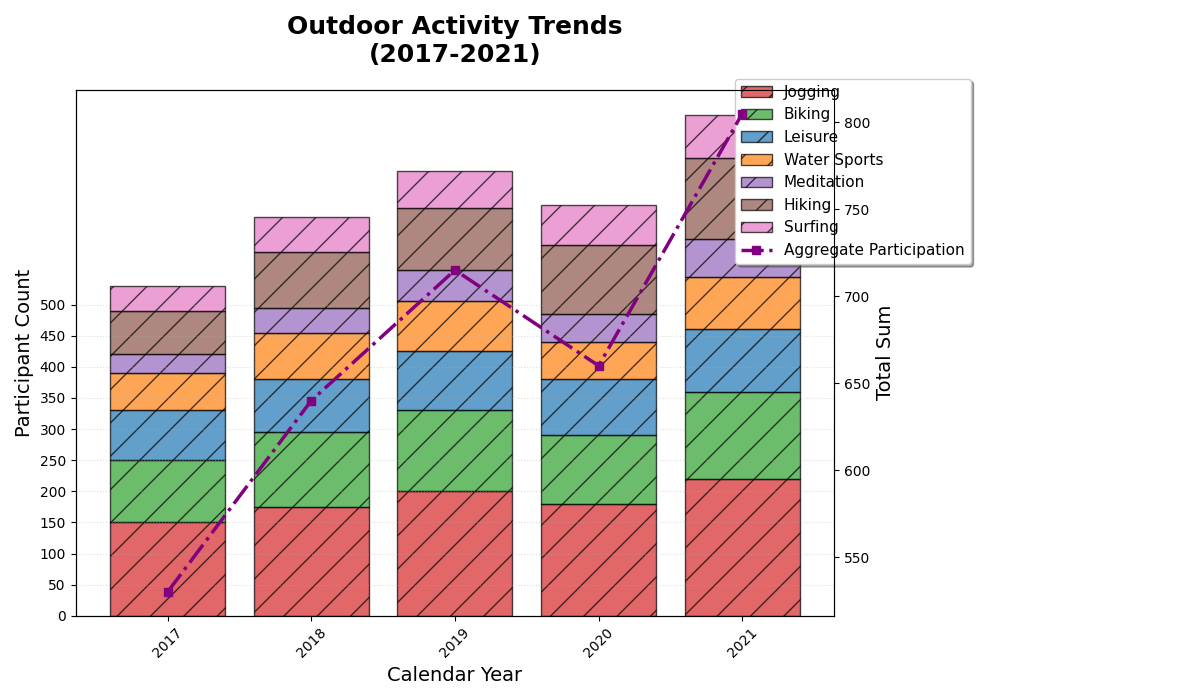 Outdoor Activity Trends
(2017-2021)
Jogging
Biking
Leisure
Water Sports
Meditation
Hiking
Surfing
Aggregate Participation
Participant Count
500
450
400
350
300
250
200
150
100
50
0
800
750
700
650
600
550
Total Sum
2017
2018
2019
2020
2021
Calendar Year